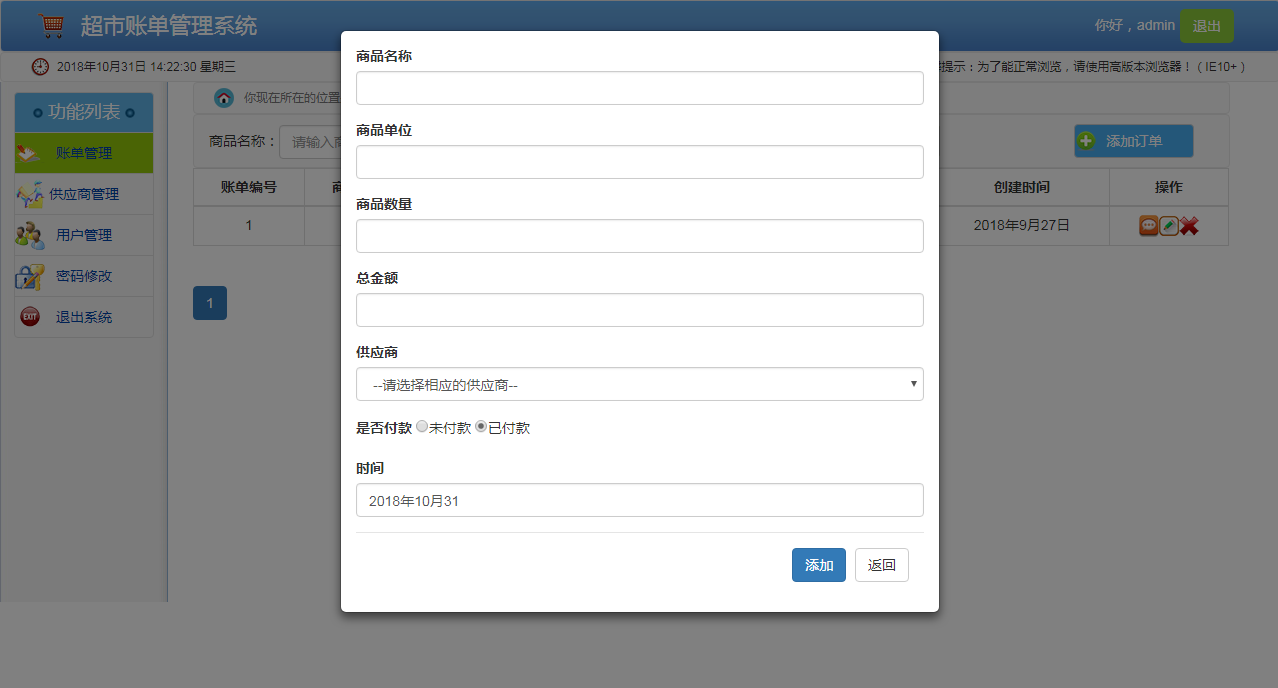 超市账单管理系统
你好，admin
退出
2018年10月31日 14:22:30 星期三
提示：为了能正常浏览，请使用高版本浏览器！（IE10+）
功能列表
账单管理
供应商管理
用户管理
密码修改
退出系统
你现在所在的位置
商品名称：
请输入
添加订单
账单编号
创建时间
操作
1
2018年9月27日
1
商品名称
商品单位
商品数量
总金额
供应商
--请选择相应的供应商--
是否付款 未付款 已付款
时间
2018年10月31
添加
返回
EXIT